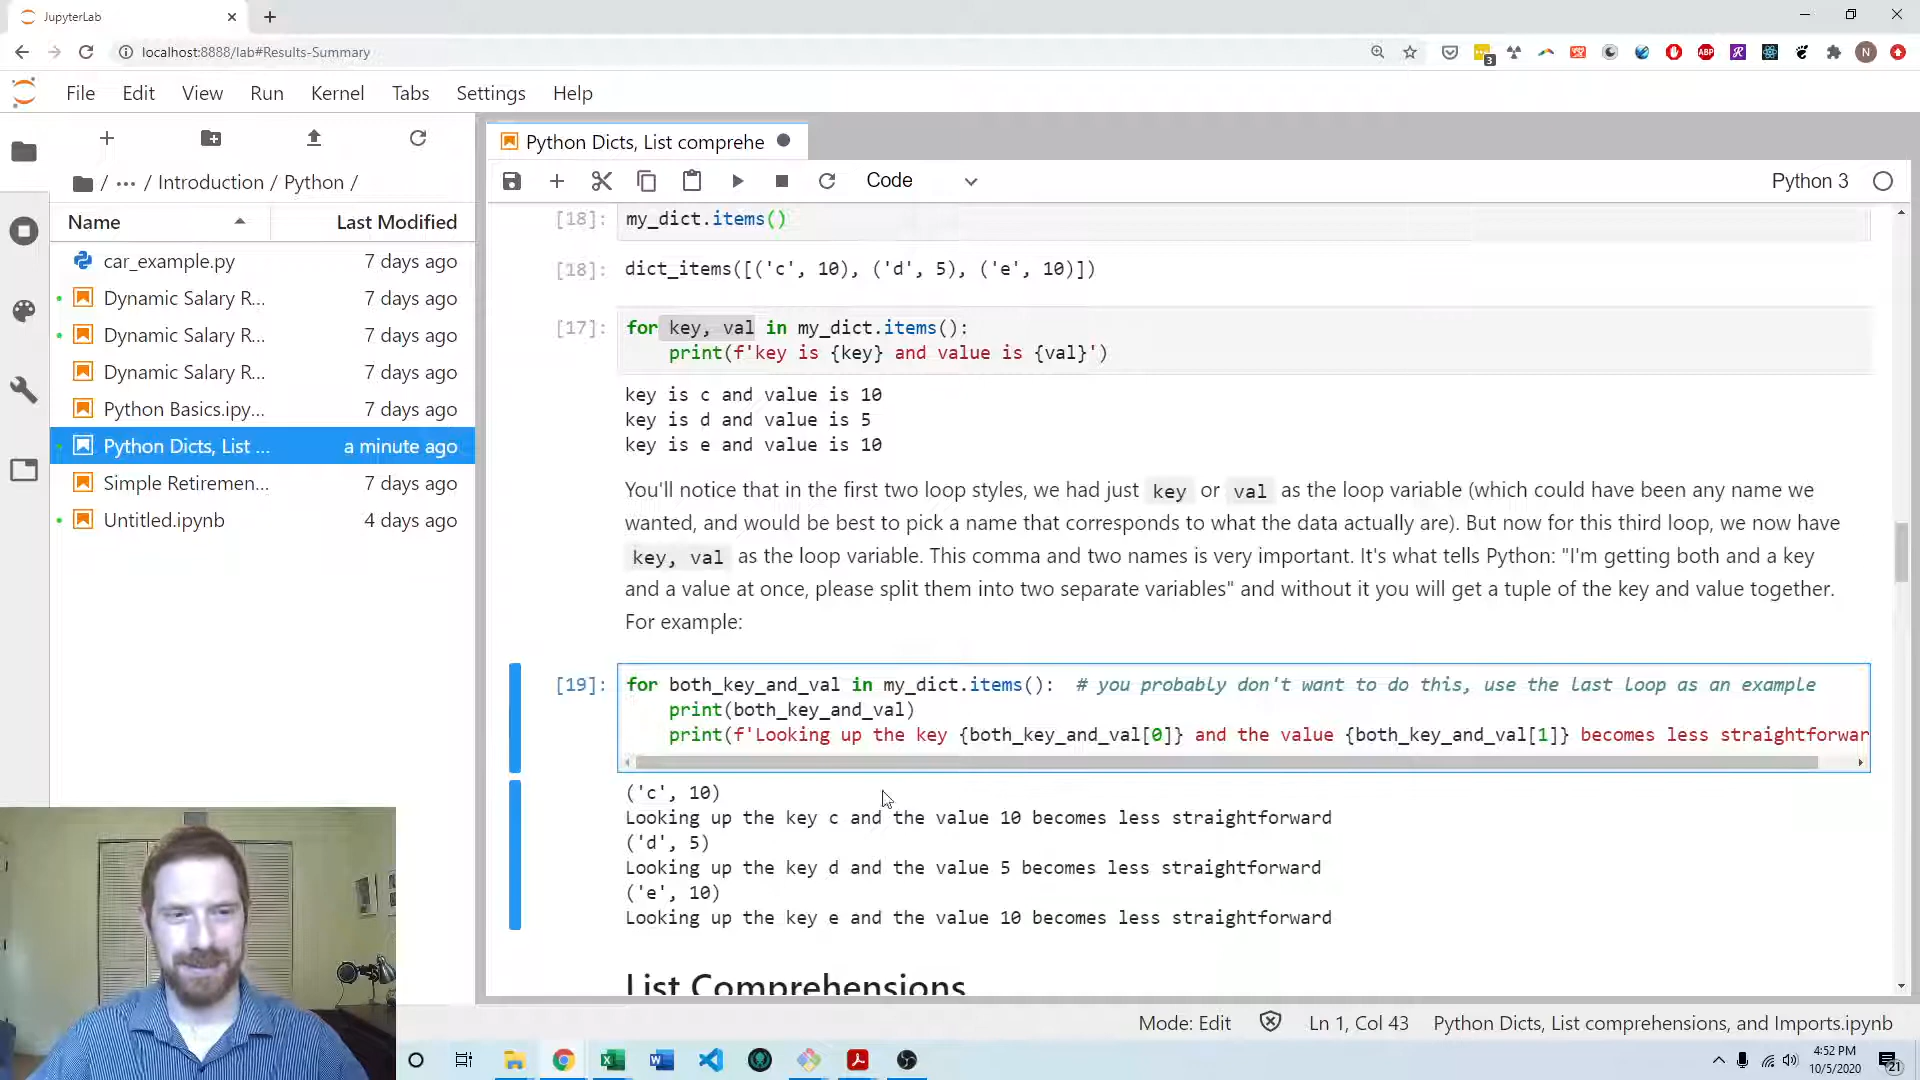 JupyterLab
localhost:8888/lab#Results-Summary
3
ABP
R
N
File Edit View Run Kernel Tabs Settings Help
Python Dicts, List comprehe
/ ··· / Introduction / Python /
Code
Python 3
Name Last Modified
car_example.py 7 days ago
Dynamic Salary R... 7 days ago
Dynamic Salary R... 7 days ago
Dynamic Salary R... 7 days ago
Python Basics.ipy... 7 days ago
Python Dicts, List ... a minute ago
Simple Retiremen... 7 days ago
Untitled.ipynb 4 days ago
[18]: my_dict.items()
[18]: dict_items([('c', 10), ('d', 5), ('e', 10)])
[17]: for key, val in my_dict.items():
print(f'key is {key} and value is {val}')
key is c and value is 10
key is d and value is 5
key is e and value is 10
You'll notice that in the first two loop styles, we had just key or val as the loop variable (which could have been any name we
wanted, and would be best to pick a name that corresponds to what the data actually are). But now for this third loop, we now have
key, val as the loop variable. This comma and two names is very important. It's what tells Python: "I'm getting both and a key
and a value at once, please split them into two separate variables" and without it you will get a tuple of the key and value together.
For example:
[19]: for both_key_and_val in my_dict.items():  # you probably don't want to do this, use the last loop as an example
print(both_key_and_val)
print(f'Looking up the key {both_key_and_val[0]} and the value {both_key_and_val[1]} becomes less straightforwar
('c', 10)
Looking up the key c and the value 10 becomes less straightforward
('d', 5)
Looking up the key d and the value 5 becomes less straightforward
('e', 10)
Looking up the key e and the value 10 becomes less straightforward
List Comprehensions
Mode: Edit Ln 1, Col 43 Python Dicts, List comprehensions, and Imports.ipynb
4:52 PM
10/5/2020
21